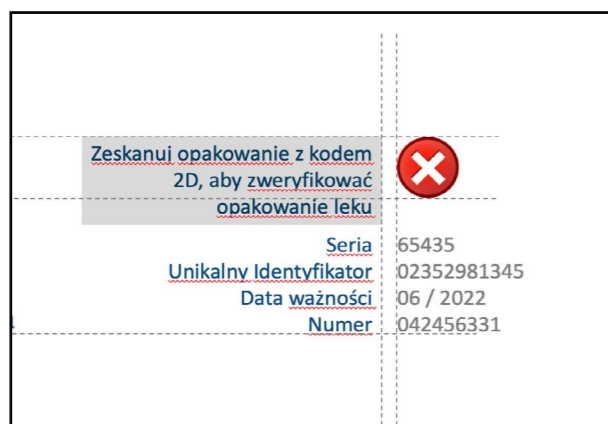 Zeskanuj opakowanie z kodem
2D, aby zweryfikować
opakowanie leku
Seria 65435
Unikalny Identyfikator 02352981345
Data ważności 06 / 2022
Numer 042456331